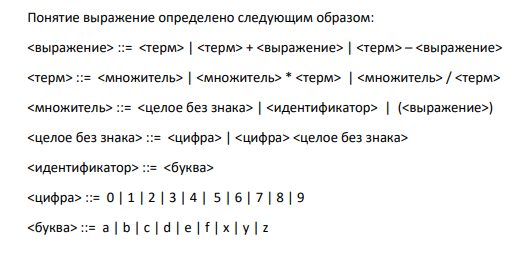 Понятие выражение определено следующим образом:
<выражение> ::= <терм> | <терм> + <выражение> | <терм> – <выражение>
<терм> ::= <множитель> | <множитель> * <терм> | <множитель> / <терм>
<множитель> ::= <целое без знака> | <идентификатор> | (<выражение>)
<целое без знака> ::= <цифра> | <цифра> <целое без знака>
<идентификатор> ::= <буква>
<цифра> ::= 0 | 1 | 2 | 3 | 4 | 5 | 6 | 7 | 8 | 9
<буква> ::= a | b | c | d | e | f | x | y | z